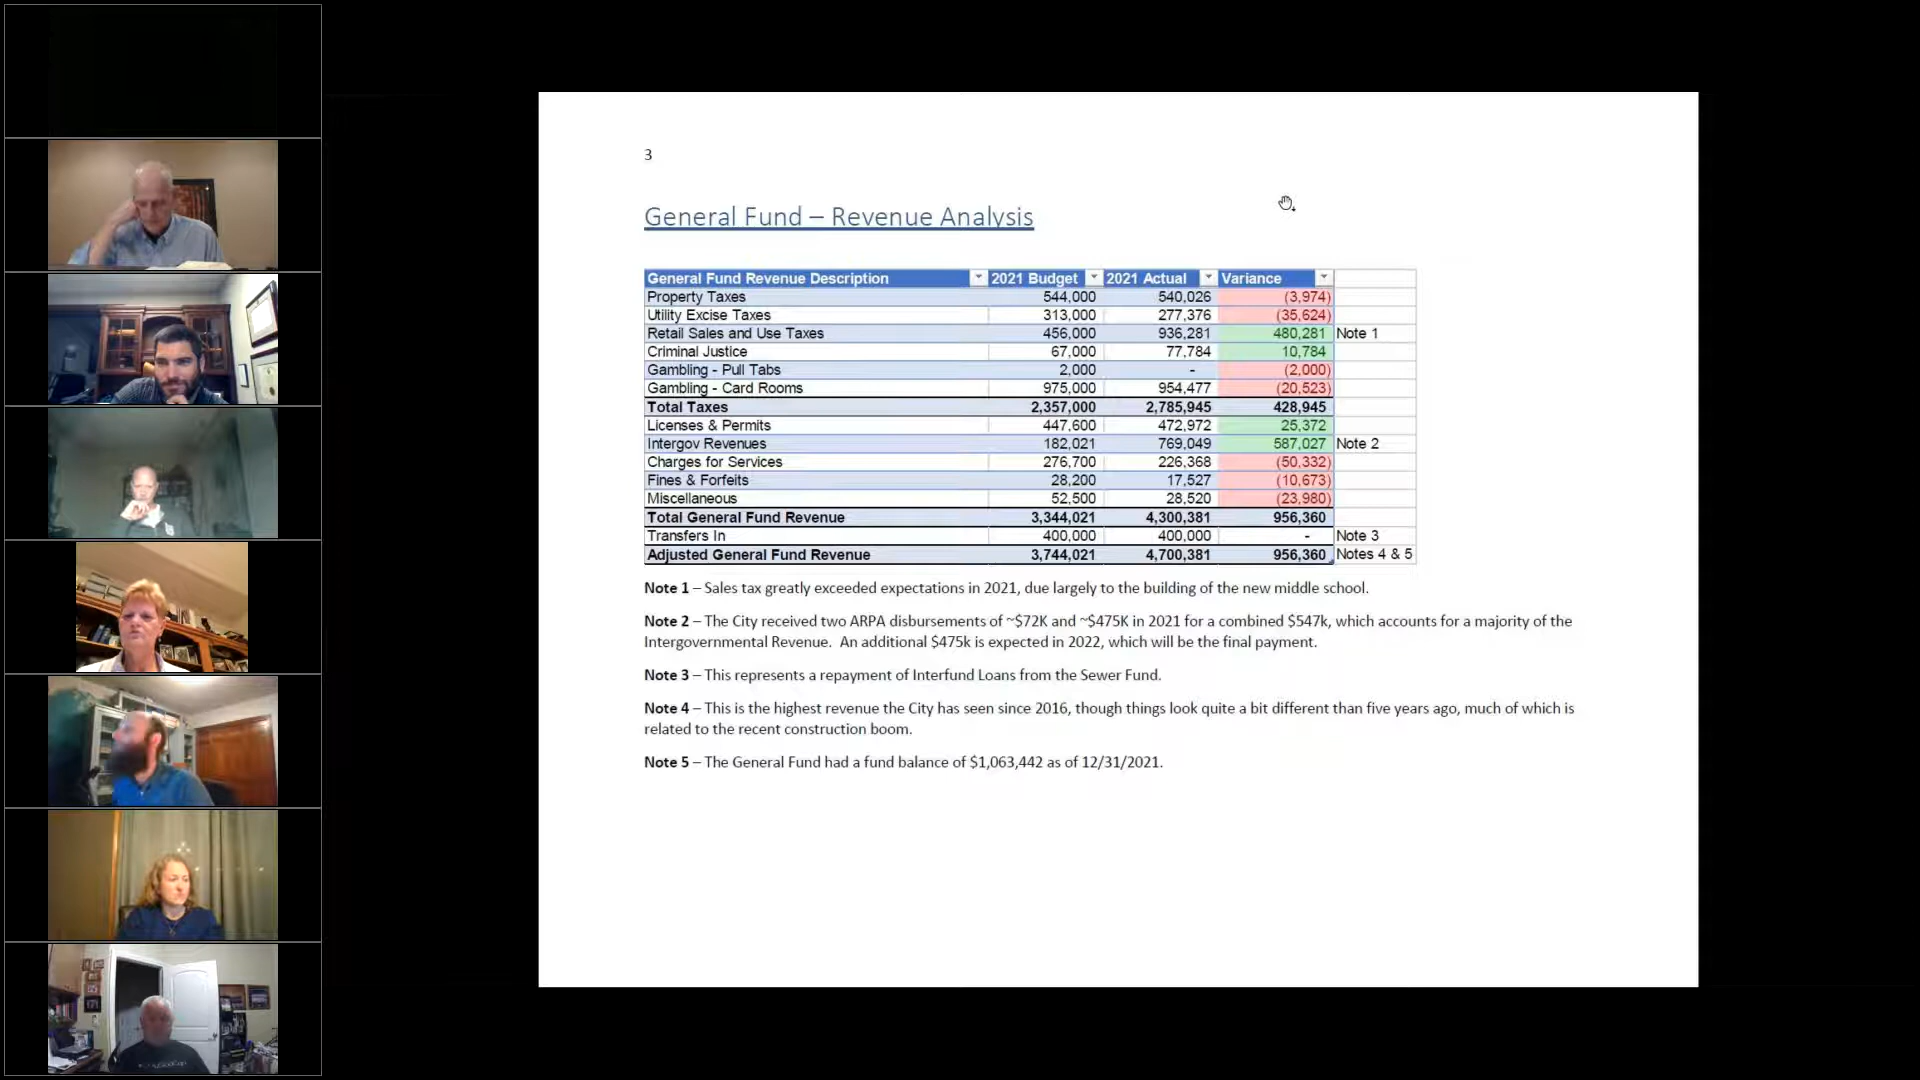 3
General Fund – Revenue Analysis
General Fund Revenue Description 2021 Budget 2021 Actual Variance
Property Taxes 544,000 540,026 (3,974)
Utility Excise Taxes 313,000 277,376 (35,624)
Retail Sales and Use Taxes 456,000 936,281 480,281 Note 1
Criminal Justice 67,000 77,784 10,784
Gambling - Pull Tabs 2,000 - (2,000)
Gambling - Card Rooms 975,000 954,477 (20,523)
Total Taxes 2,357,000 2,785,945 428,945
Licenses & Permits 447,600 472,972 25,372
Intergov Revenues 182,021 769,049 587,027 Note 2
Charges for Services 276,700 226,368 (50,332)
Fines & Forfeits 28,200 17,527 (10,673)
Miscellaneous 52,500 28,520 (23,980)
Total General Fund Revenue 3,344,021 4,300,381 956,360
Transfers In 400,000 400,000 - Note 3
Adjusted General Fund Revenue 3,744,021 4,700,381 956,360 Notes 4 & 5
Note 1 – Sales tax greatly exceeded expectations in 2021, due largely to the building of the new middle school.
Note 2 – The City received two ARPA disbursements of ~$72K and ~$475K in 2021 for a combined $547k, which accounts for a majority of the
Intergovernmental Revenue.  An additional $475k is expected in 2022, which will be the final payment.
Note 3 – This represents a repayment of Interfund Loans from the Sewer Fund.
Note 4 – This is the highest revenue the City has seen since 2016, though things look quite a bit different than five years ago, much of which is
related to the recent construction boom.
Note 5 – The General Fund had a fund balance of $1,063,442 as of 12/31/2021.